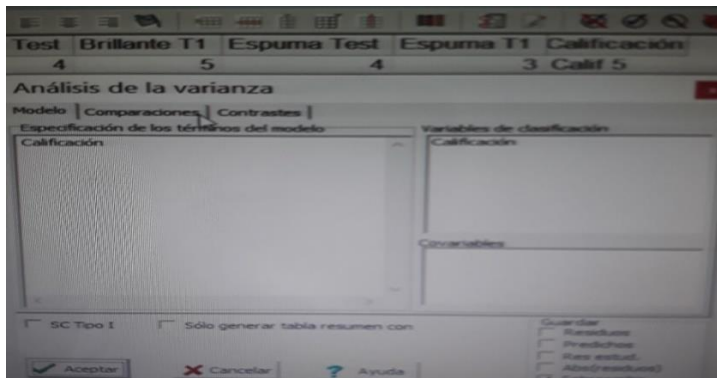 Test Brillante T1 Espuma Test Espuma T1 Calificación
4 5 4 3 Calif 5
Análisis de la varianza
Modelo Comparaciones Contrastes
Especificación de los términos del modelo
Calificación
Variables de clasificación
Calificación
Covariables
SC Tipo I
Sólo generar tabla resumen con
Guardar
Residuos
Predichos
Res estud.
Abs(residuos)
Aceptar Cancelar Ayuda